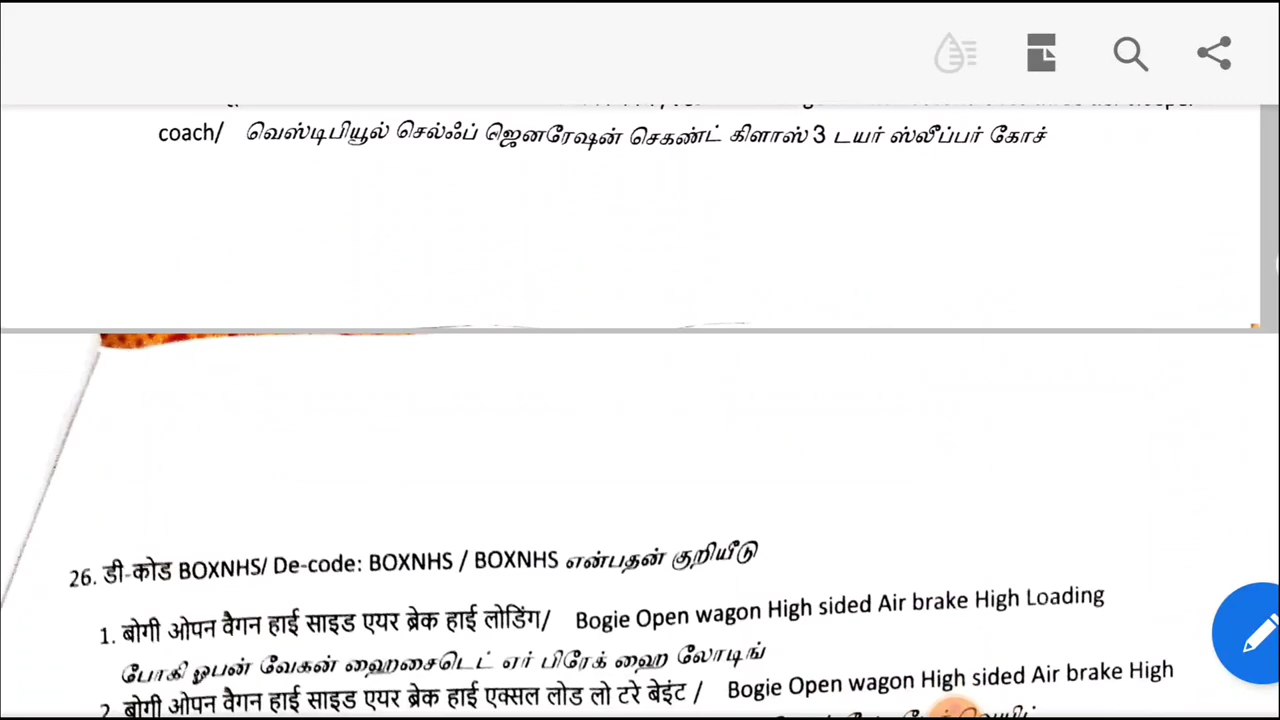 coach/ வெஸ்டிபியூல் செல்ஃப் ஜெனரேஷன் செகண்ட் கிளாஸ் 3 டயர் ஸ்லீப்பர் கோச்
26. डी-कोड BOXNHS/ De-code: BOXNHS / BOXNHS என்பதன் குறியீடு
1. बोगी ओपन वैगन हाई साइड एयर ब्रेक हाई लोडिंग/ Bogie Open wagon High sided Air brake High Loading
போகி ஓபன் வேகன் ஹைசைடெட் ஏர் பிரேக் ஹை லோடிங்
2. बोगी ओपन वैगन हाई साइड एयर ब्रेक हाई एक्सल लोड लो टरे बेइंट / Bogie Open wagon High sided Air brake High